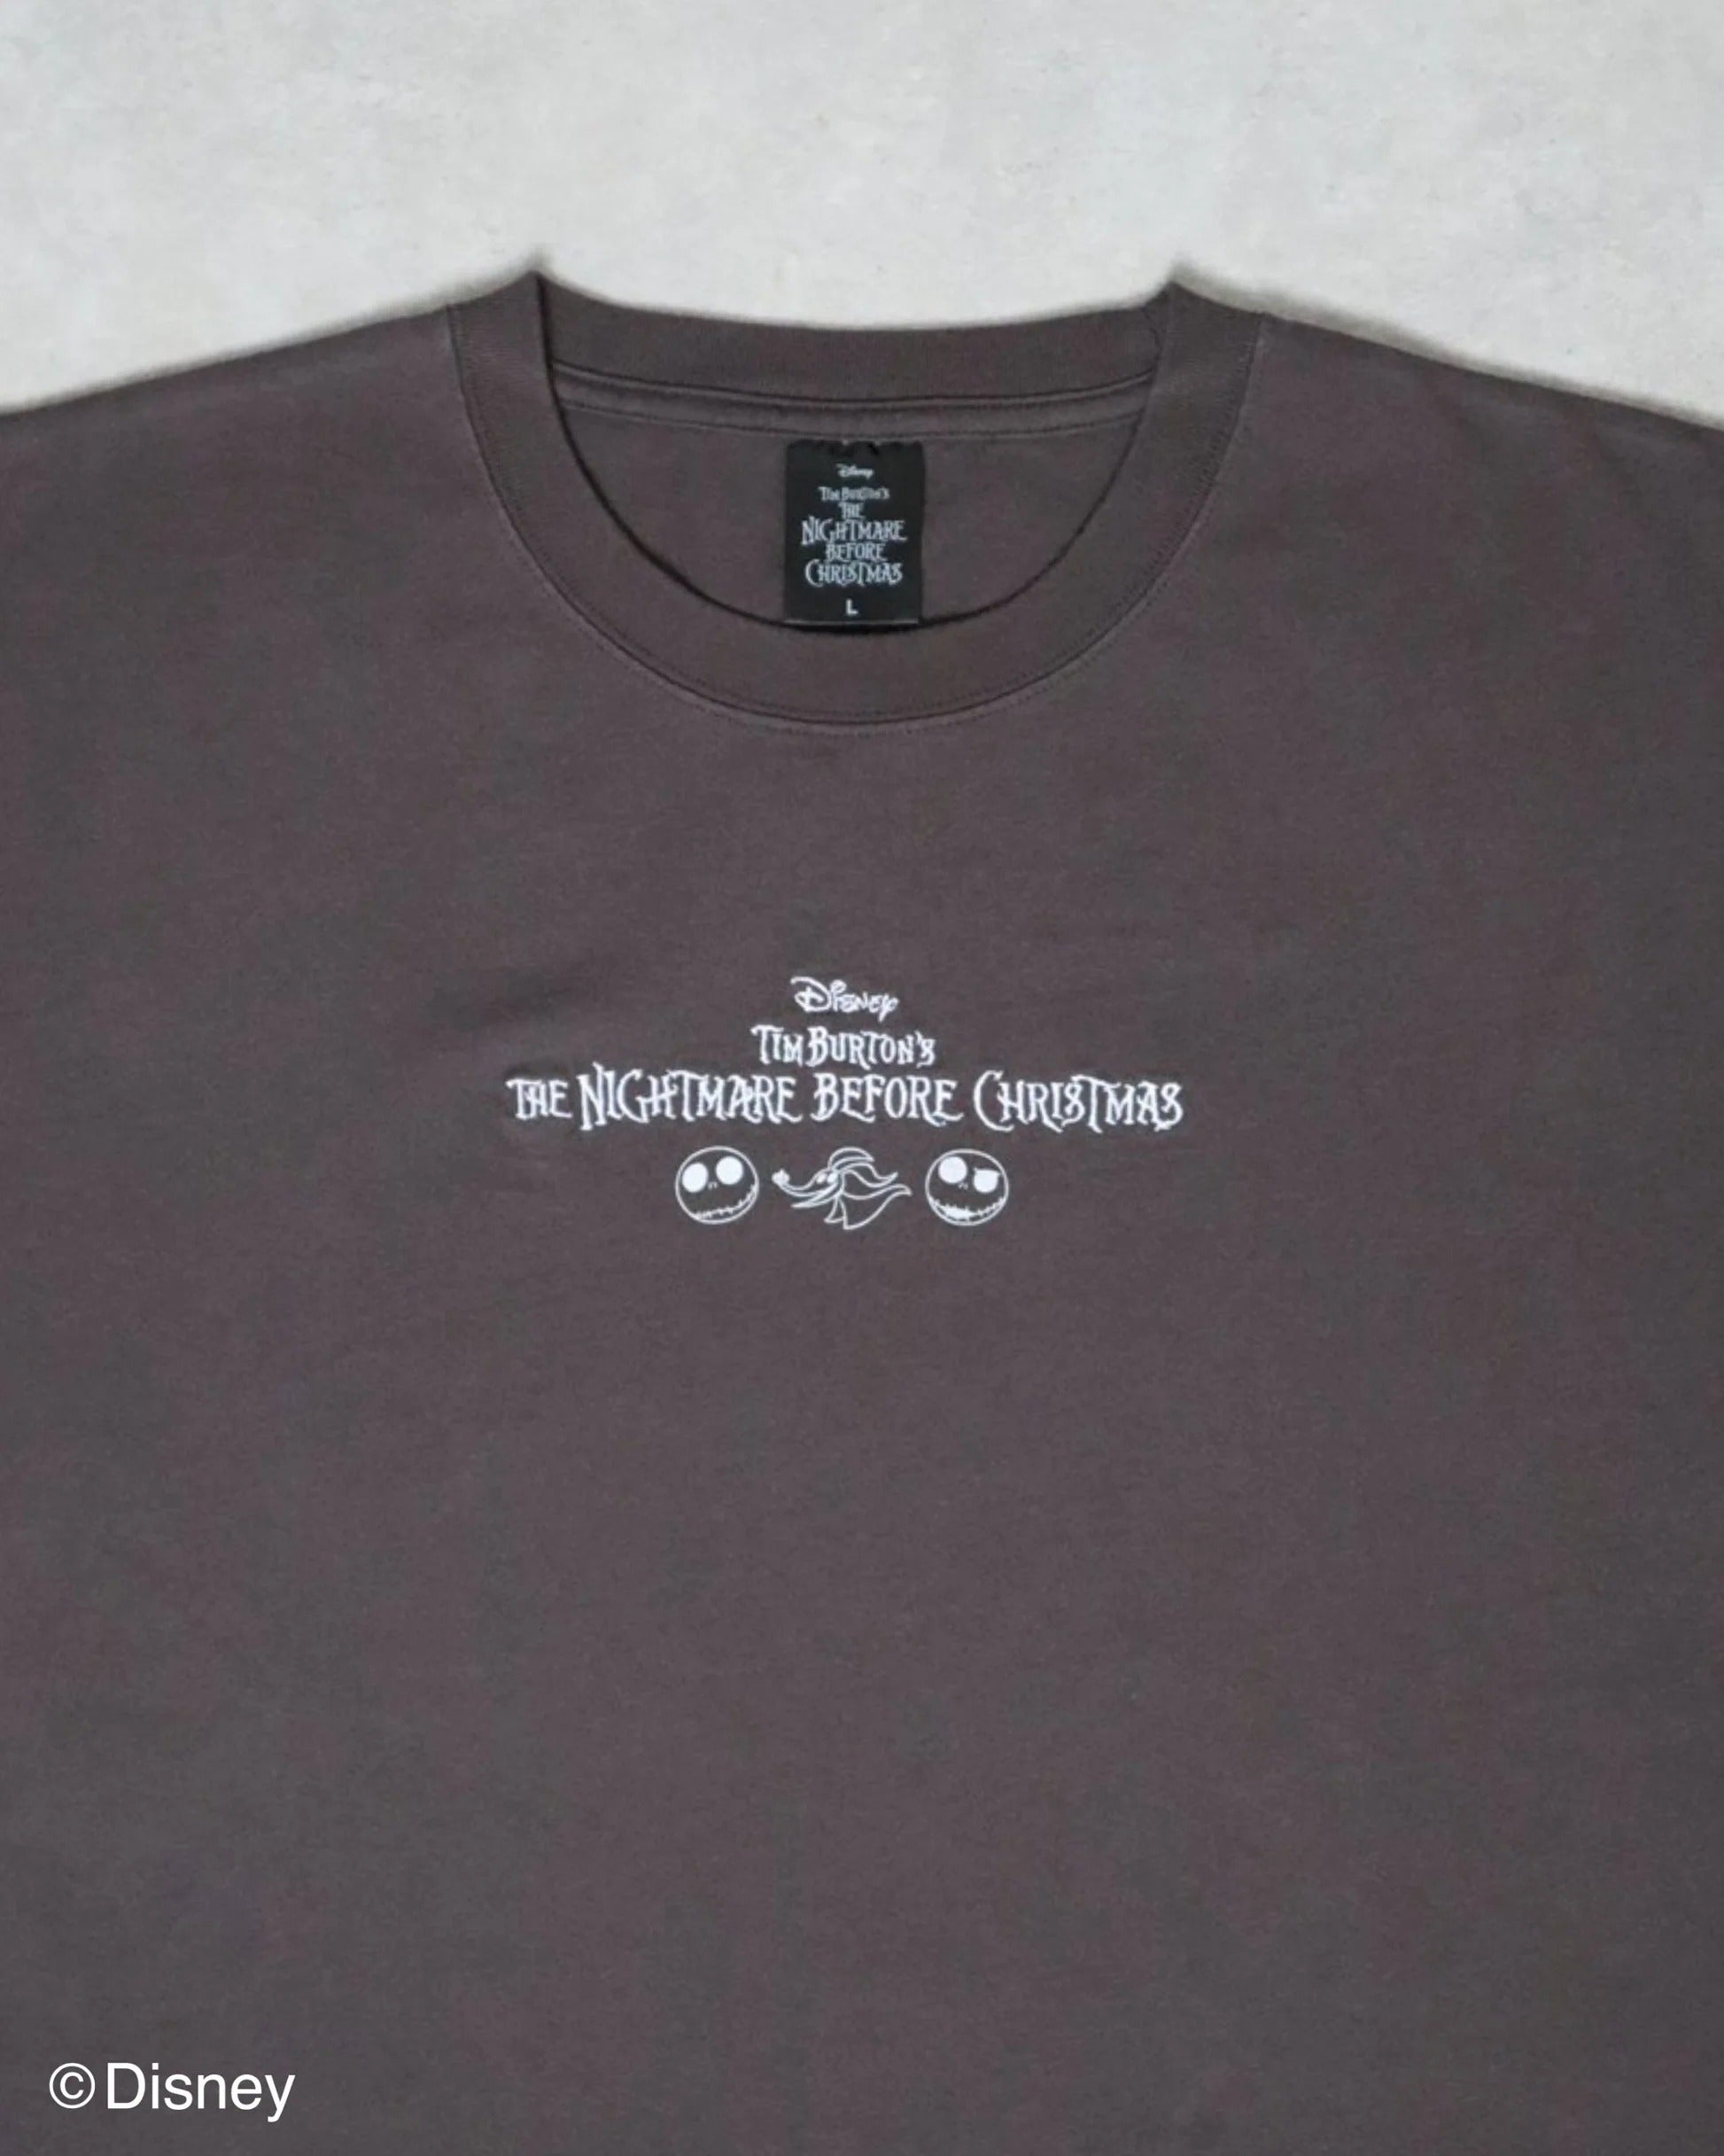 Disney
TIM BURTON'S
THE
NIGHTMARE
BEFORE
CHRISTMAS
L
Disney
TIM BURTON'S
THE NIGHTMARE BEFORE CHRISTMAS
©Disney